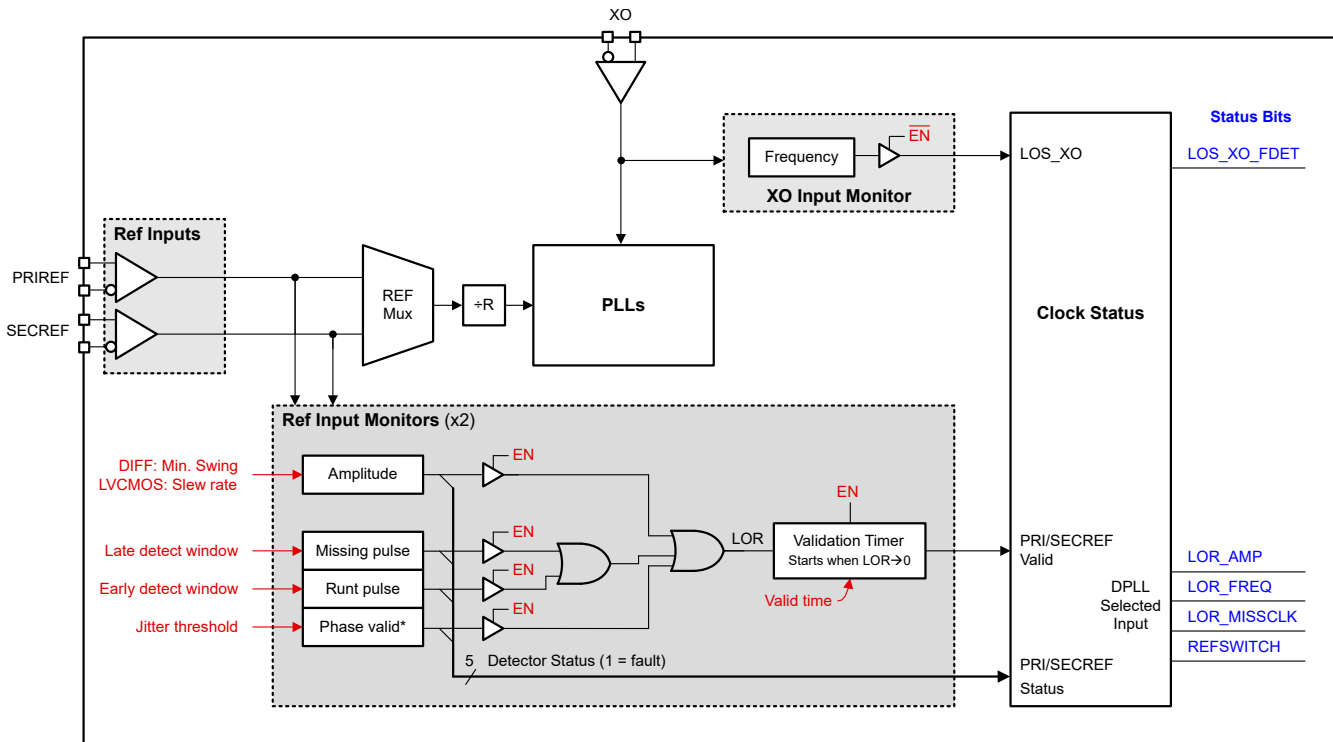 XO
Status Bits
EN
Frequency
LOS_XO
LOS_XO_FDET
XO Input Monitor
Ref Inputs
PRIREF
SECREF
REF
Mux
÷R
PLLs
Clock Status
Ref Input Monitors (x2)
DIFF: Min. Swing
LVCMOS: Slew rate
Amplitude
EN
EN
Late detect window
Missing pulse
EN
LOR
Validation Timer
Starts when LOR→0
PRI/SECREF
Valid
LOR_AMP
Early detect window
Runt pulse
EN
Valid time
DPLL
Selected
Input
LOR_FREQ
Jitter threshold
Phase valid*
EN
LOR_MISSCLK
REFSWITCH
5 Detector Status (1 = fault)
PRI/SECREF
Status